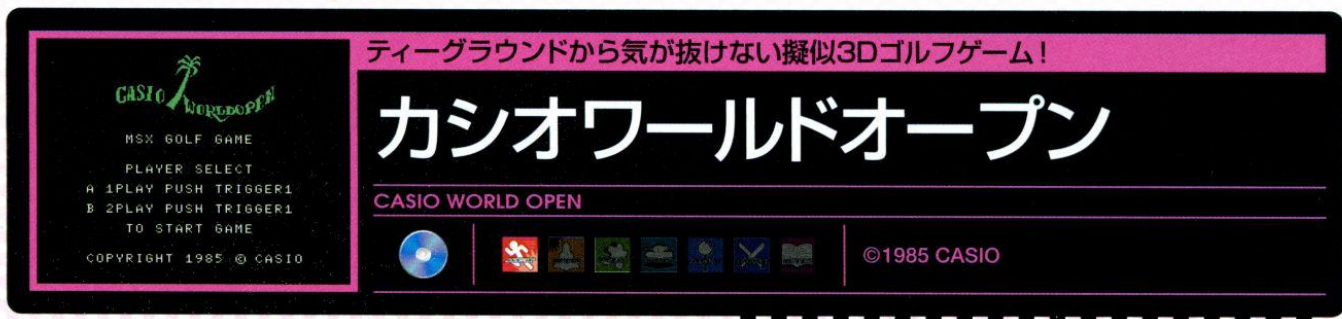 CASIO WORLDOPEN
MSX GOLF GAME
PLAYER SELECT
A 1PLAY PUSH TRIGGER1
B 2PLAY PUSH TRIGGER1
TO START GAME
COPYRIGHT 1985 © CASIO
ティーグラウンドから気が抜けない擬似3Dゴルフゲーム!
カシオワールドオープン
CASIO WORLD OPEN
©1985 CASIO